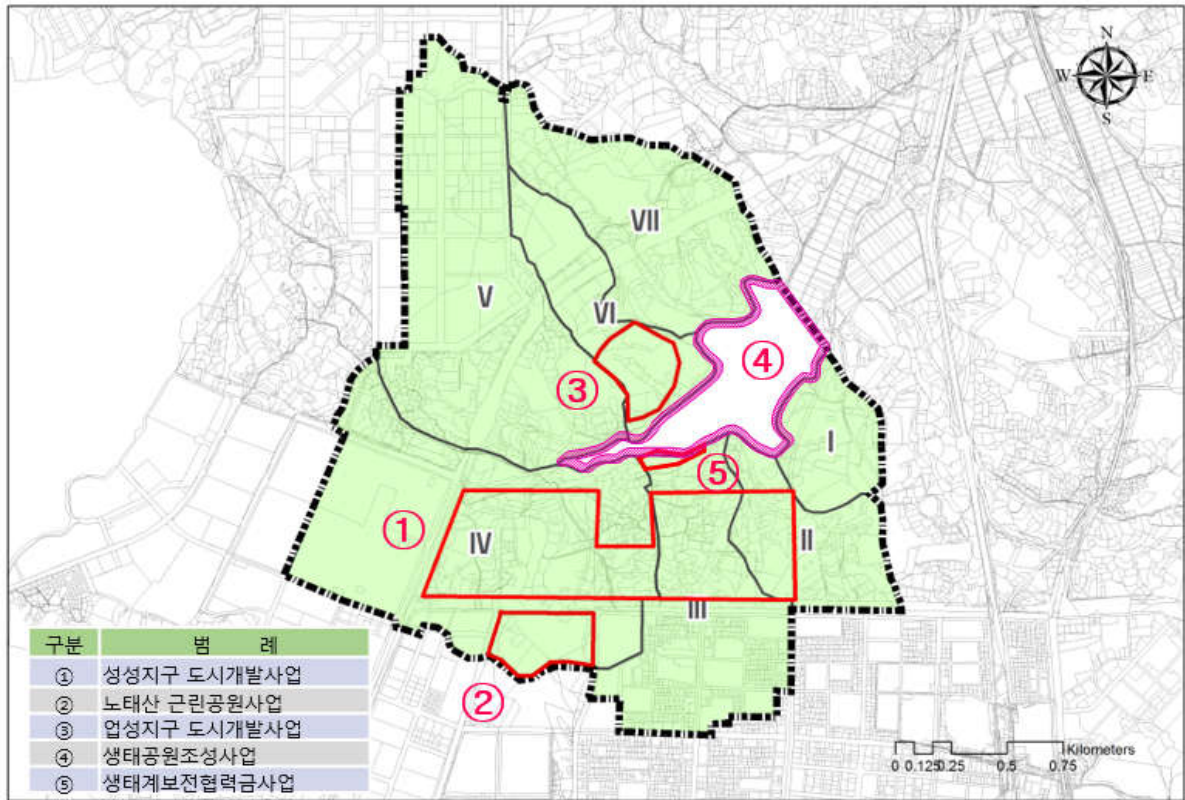 N
W E
S
VII
V
VI
④
③
I
⑤
①
IV
II
III
②
구분 범 례
① 성성지구 도시개발사업
② 노태산 근린공원사업
③ 업성지구 도시개발사업
④ 생태공원조성사업
⑤ 생태계보전협력금사업
Kilometers
0 0.125 0.25 0.5 0.75